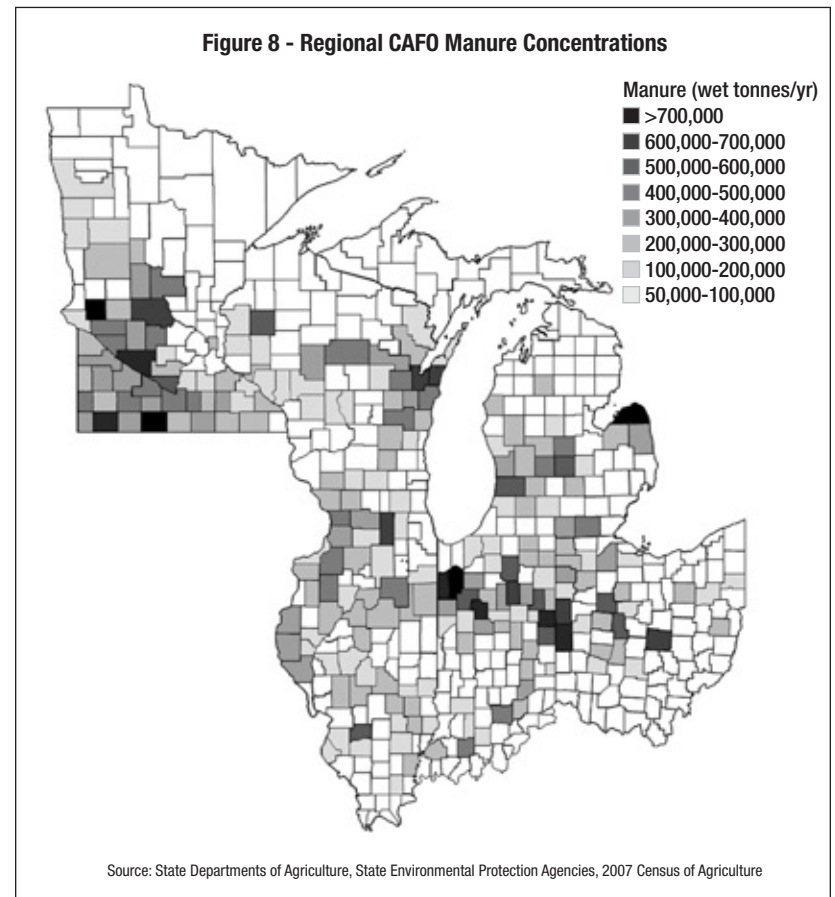 Figure 8 - Regional CAFO Manure Concentrations
Manure (wet tonnes/yr)
>700,000
600,000-700,000
500,000-600,000
400,000-500,000
300,000-400,000
200,000-300,000
100,000-200,000
50,000-100,000
Source: State Departments of Agriculture, State Environmental Protection Agencies, 2007 Census of Agriculture